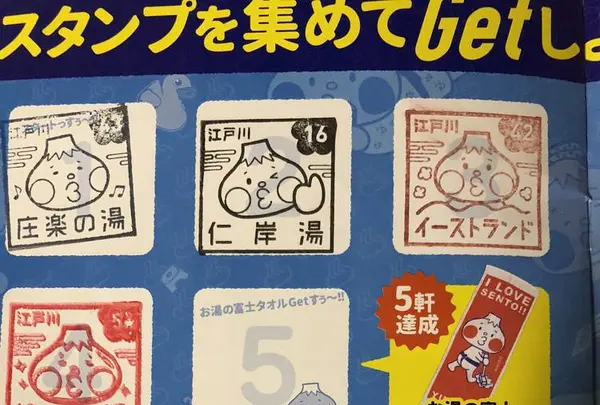 スタンプを集めてGetし
江戸川
庄楽の湯
江戸川 16
仁岸湯
江戸川 42
イーストランド
江戸川
お湯の富士タオルGetすぅ〜!!
5
5軒
達成
I LOVE
SENTO!!